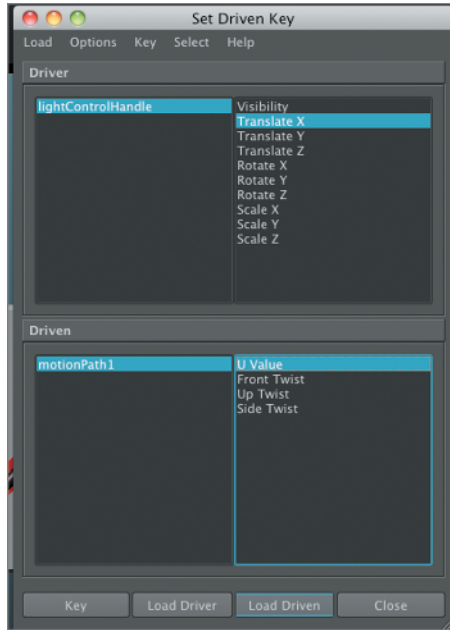 Set Driven Key
Load Options Key Select Help
Driver
lightControlHandle
Visibility
Translate X
Translate Y
Translate Z
Rotate X
Rotate Y
Rotate Z
Scale X
Scale Y
Scale Z
Driven
motionPath1
U Value
Front Twist
Up Twist
Side Twist
Key Load Driver Load Driven Close